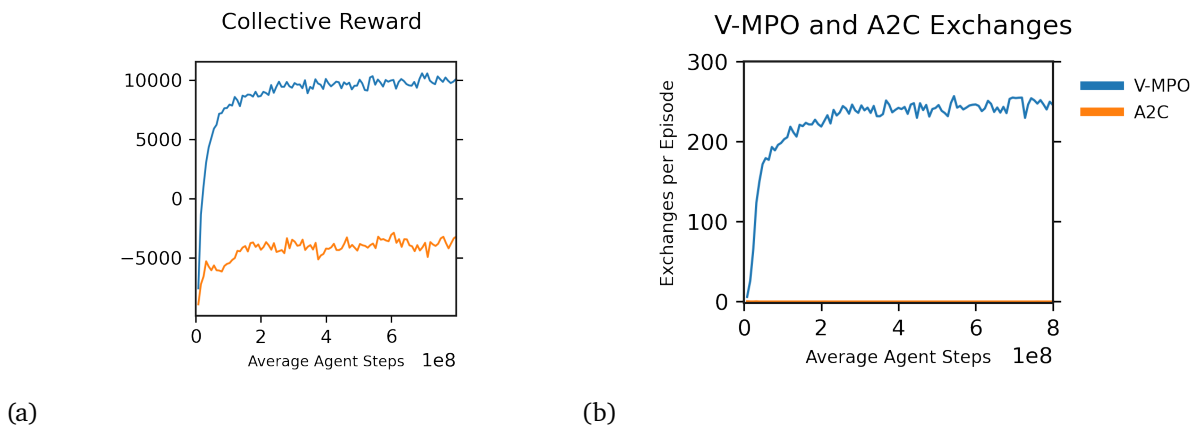 Collective Reward
10000
5000
0
−5000
0 2 4 6
Average Agent Steps 1e8
(a)
V-MPO and A2C Exchanges
Exchanges per Episode
300
200
100
0
0 2 4 6 8
Average Agent Steps 1e8
V-MPO
A2C
(b)